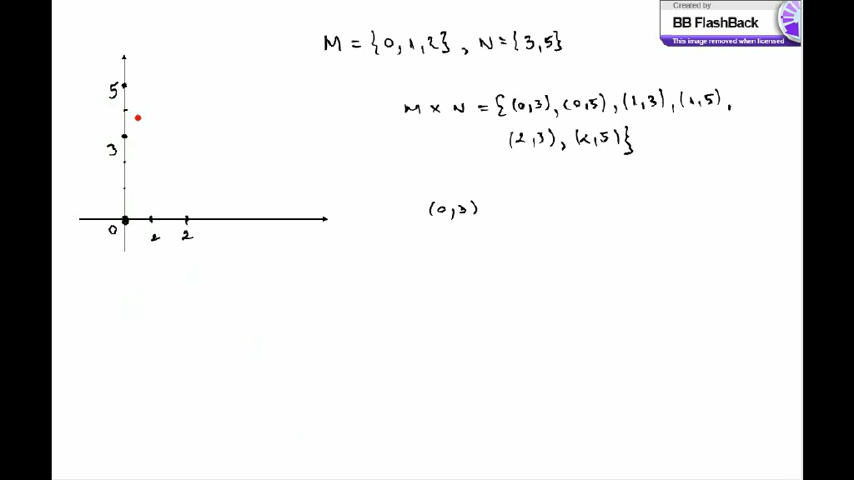 Created by
BB FlashBack
This image removed when licensed
M = {0,1,2}, N = {3,5}
5
3
0
1
2
M × N = {(0,3), (0,5), (1,3), (1,5),
(2,3), (2,5)}
(0,3)